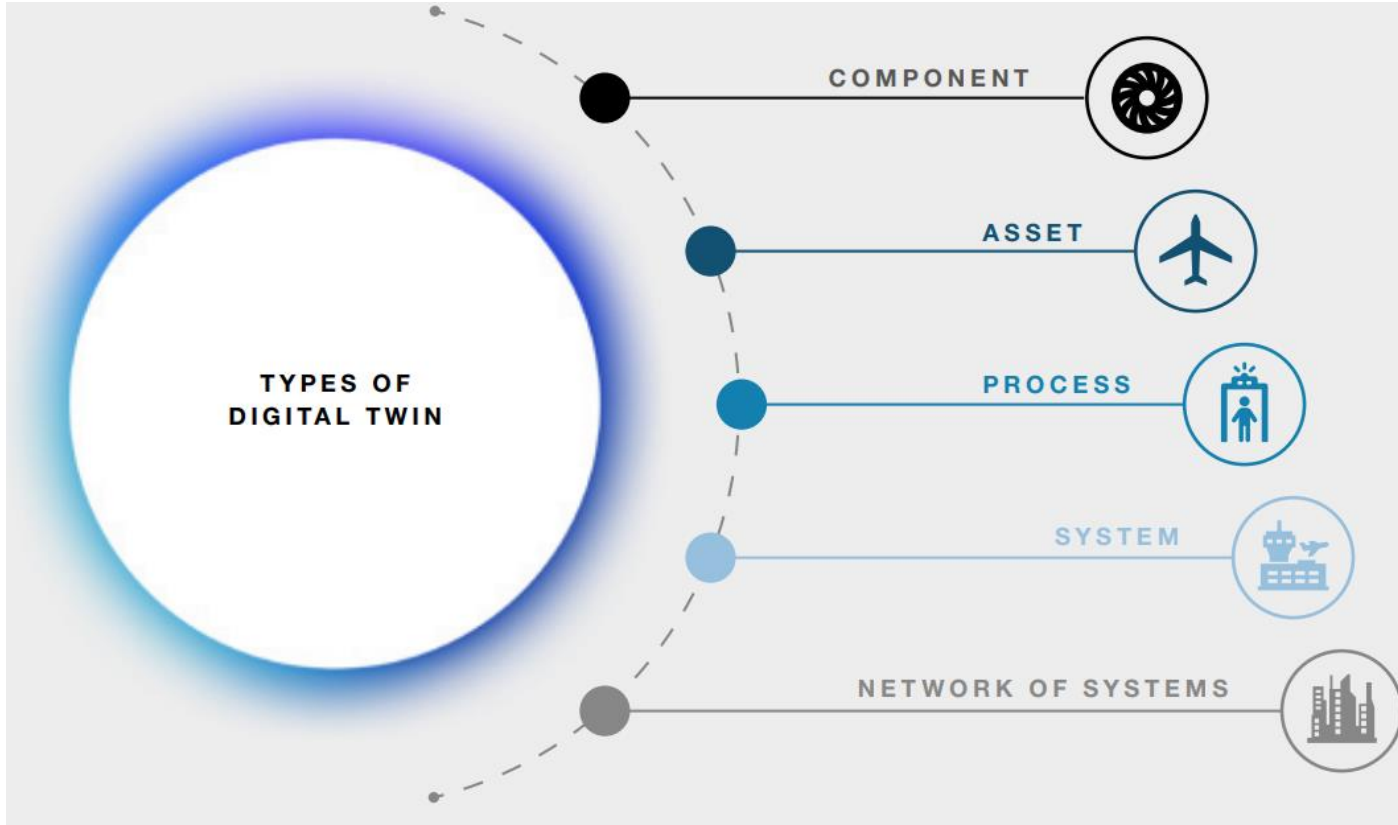 COMPONENT
ASSET
TYPES OF
DIGITAL TWIN
PROCESS
SYSTEM
NETWORK OF SYSTEMS